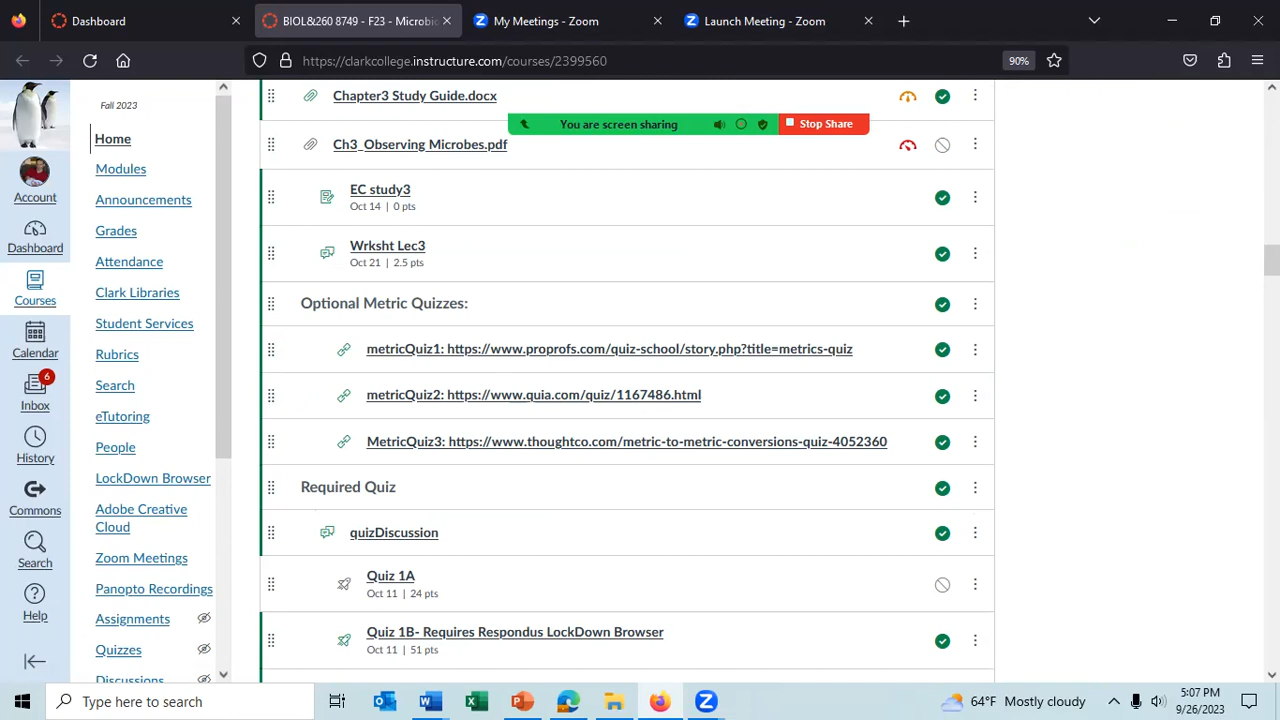 Dashboard
BIOL&260 8749 - F23 - Microbio
My Meetings - Zoom
Launch Meeting - Zoom
https://clarkcollege.instructure.com/courses/2399560
90%
Fall 2023
Home
Modules
Announcements
Grades
Attendance
Clark Libraries
Student Services
Rubrics
Search
eTutoring
People
LockDown Browser
Adobe Creative
Cloud
Zoom Meetings
Panopto Recordings
Assignments
Quizzes
Discussions
Account
Dashboard
Courses
Calendar
6
Inbox
History
Commons
Search
Help
Chapter3 Study Guide.docx
You are screen sharing
Stop Share
Ch3_Observing Microbes.pdf
EC study3
Oct 14 | 0 pts
Wrksht Lec3
Oct 21 | 2.5 pts
Optional Metric Quizzes:
metricQuiz1: https://www.proprofs.com/quiz-school/story.php?title=metrics-quiz
metricQuiz2: https://www.quia.com/quiz/1167486.html
MetricQuiz3: https://www.thoughtco.com/metric-to-metric-conversions-quiz-4052360
Required Quiz
quizDiscussion
Quiz 1A
Oct 11 | 24 pts
Quiz 1B- Requires Respondus LockDown Browser
Oct 11 | 51 pts
Type here to search
64°F Mostly cloudy
5:07 PM
9/26/2023